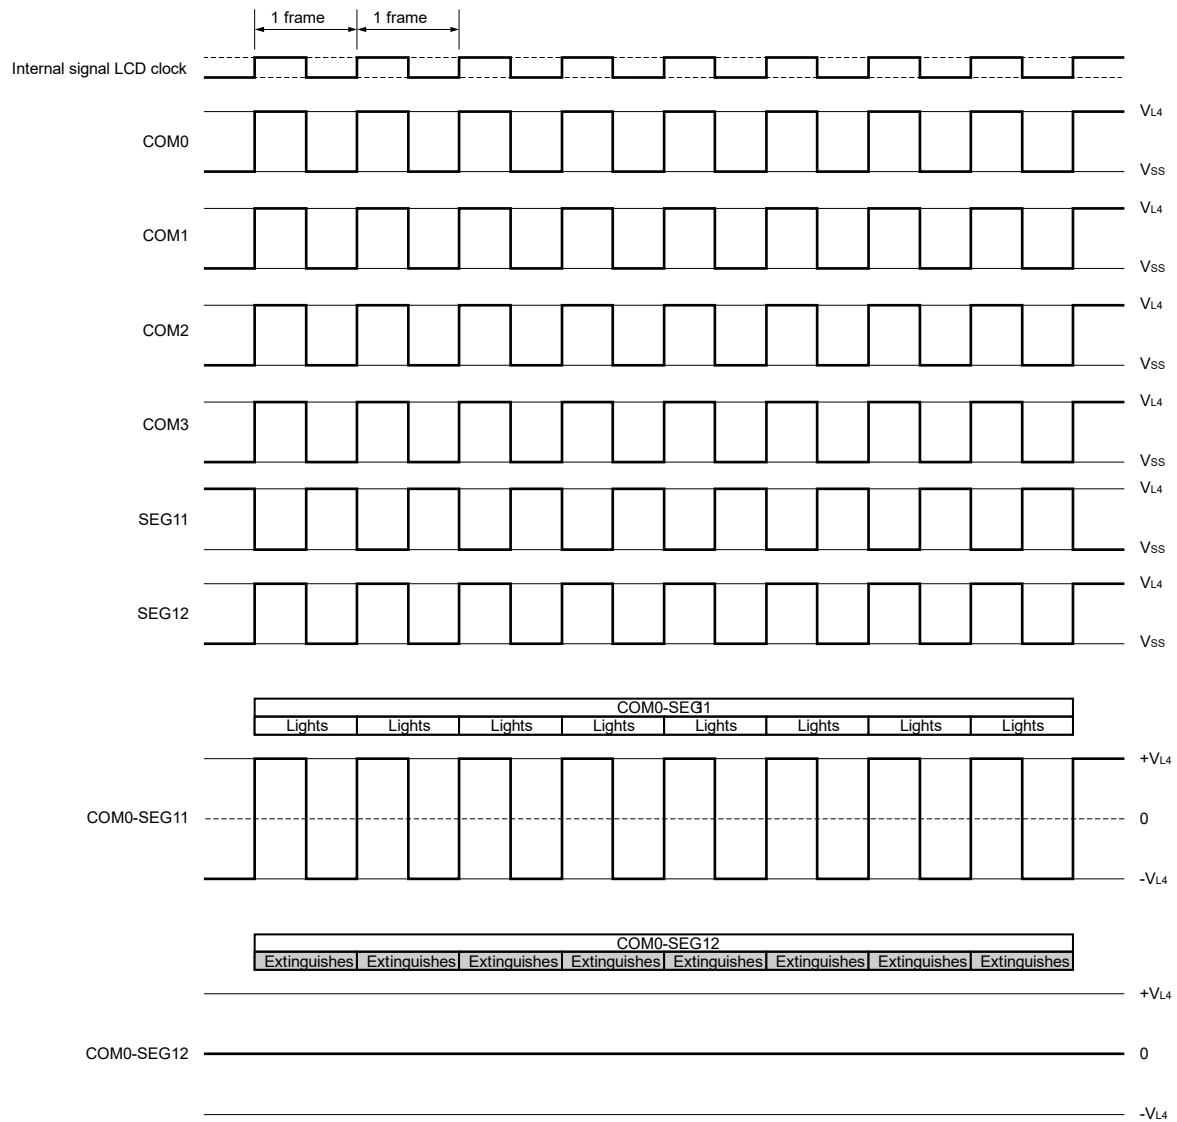 1 frame 1 frame
Internal signal LCD clock
VL4
COM0
VSS
VL4
COM1
VSS
VL4
COM2
VSS
VL4
COM3
VSS
VL4
SEG11
VSS
VL4
SEG12
VSS
COM0-SEG11
Lights Lights Lights Lights Lights Lights Lights Lights
+VL4
COM0-SEG11 0
-VL4
COM0-SEG12
Extinguishes Extinguishes Extinguishes Extinguishes Extinguishes Extinguishes Extinguishes Extinguishes
+VL4
COM0-SEG12 0
-VL4